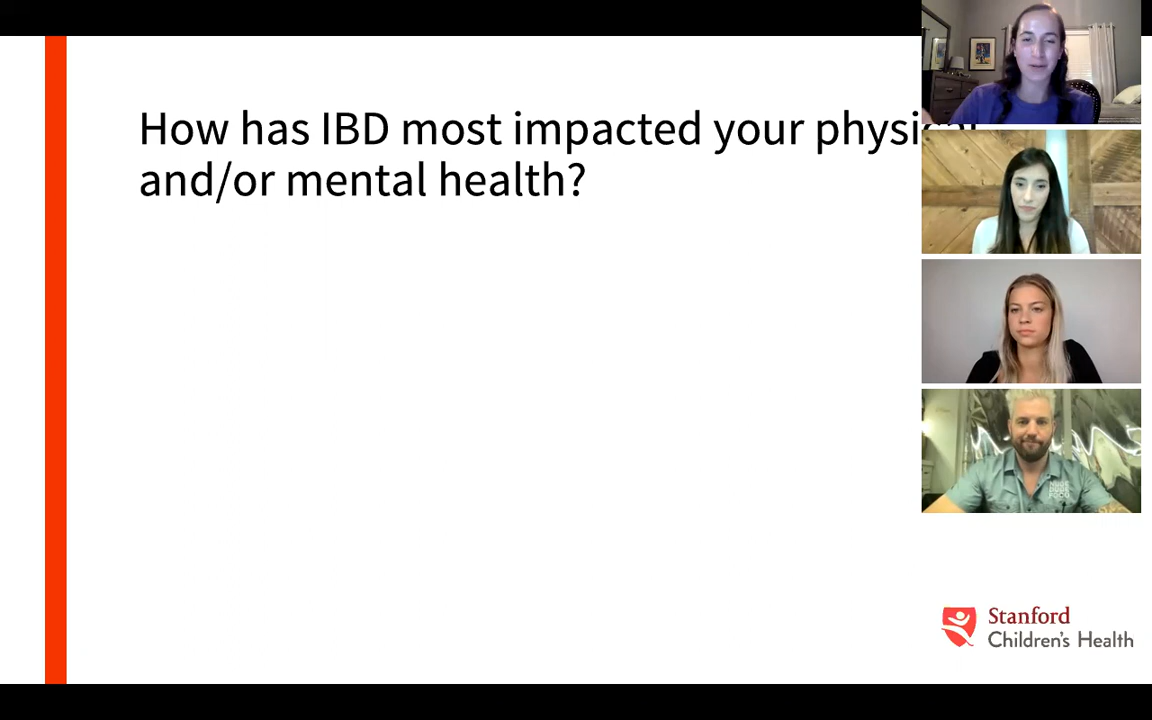 How has IBD most impacted your physical
and/or mental health?
Stanford
Children's Health